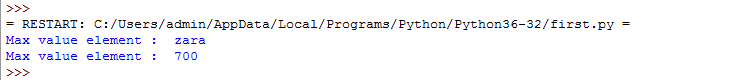 >>>
= RESTART: C:/Users/admin/AppData/Local/Programs/Python/Python36-32/first.py =
Max value element :  zara
Max value element :  700
>>>